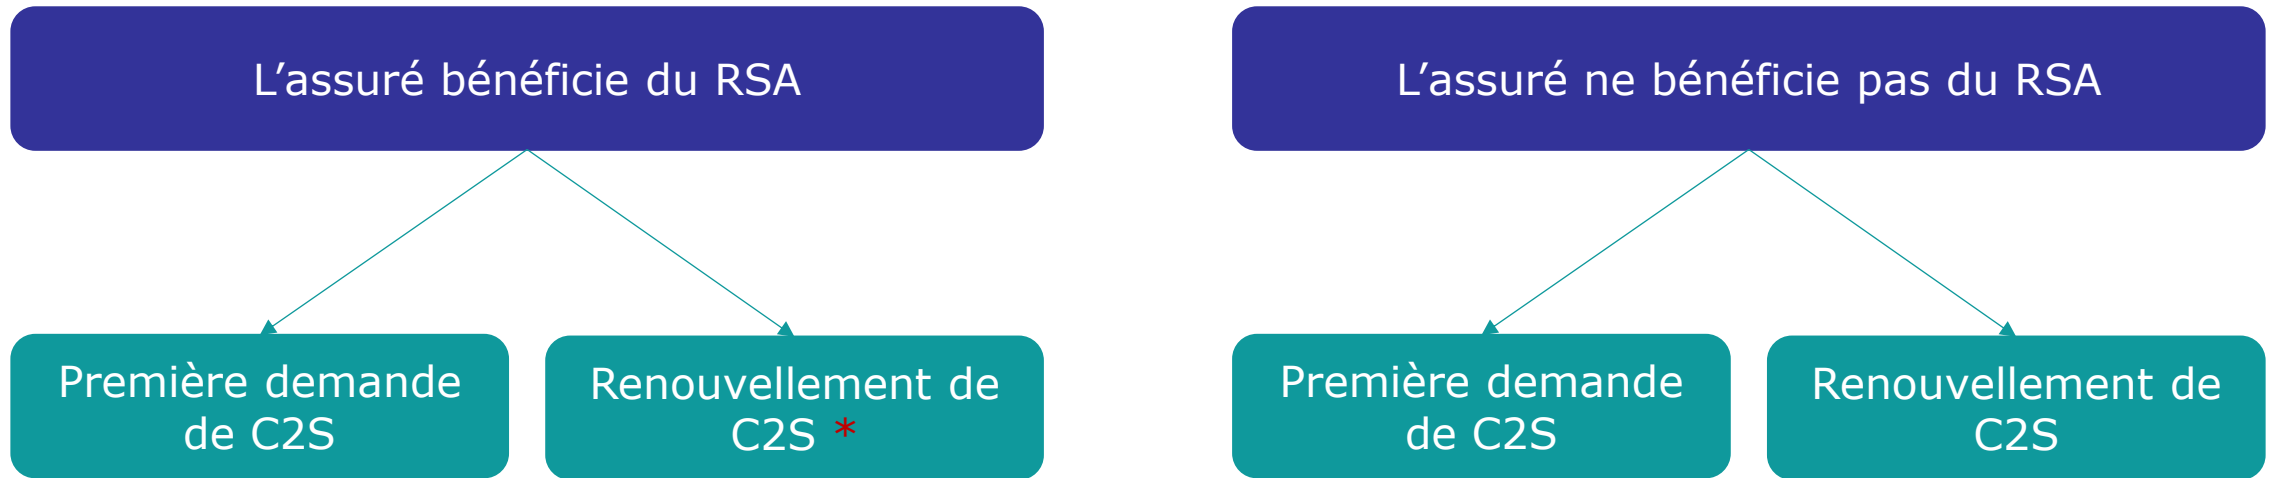 L’assuré bénéficie du RSA
L’assuré ne bénéficie pas du RSA
Première demande
de C2S
Renouvellement de
C2S *
Première demande
de C2S
Renouvellement de
C2S